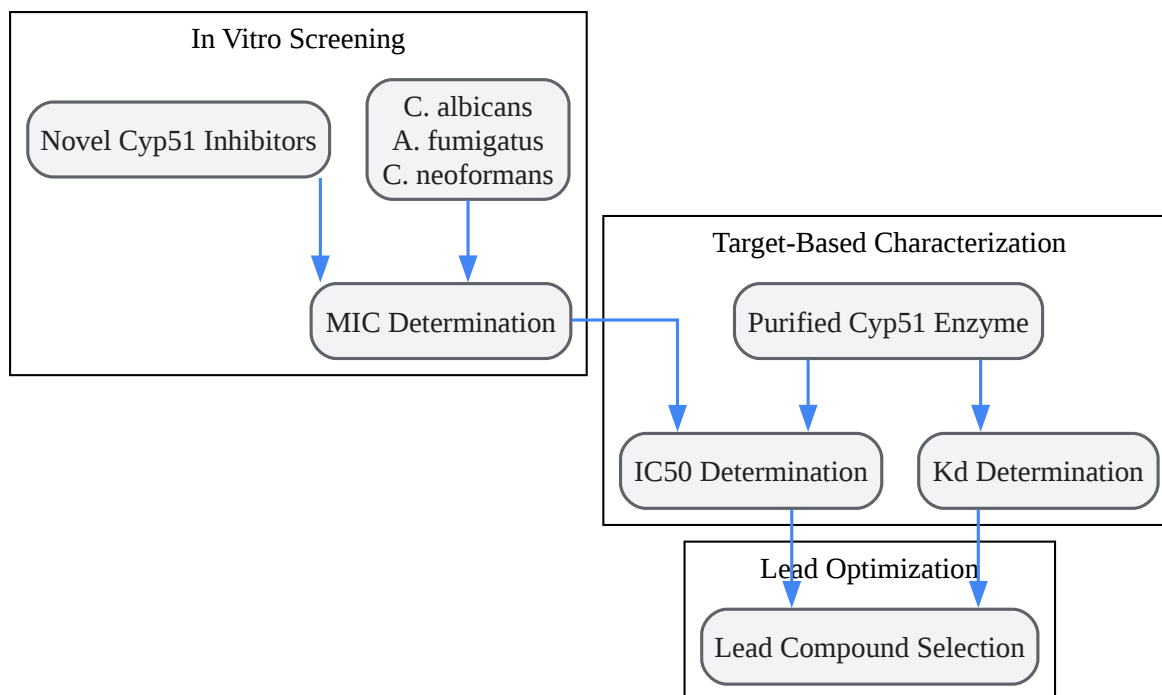 In Vitro Screening
Novel Cyp51 Inhibitors
C. albicans
A. fumigatus
C. neoformans
MIC Determination
Target-Based Characterization
Purified Cyp51 Enzyme
IC50 Determination
Kd Determination
Lead Optimization
Lead Compound Selection